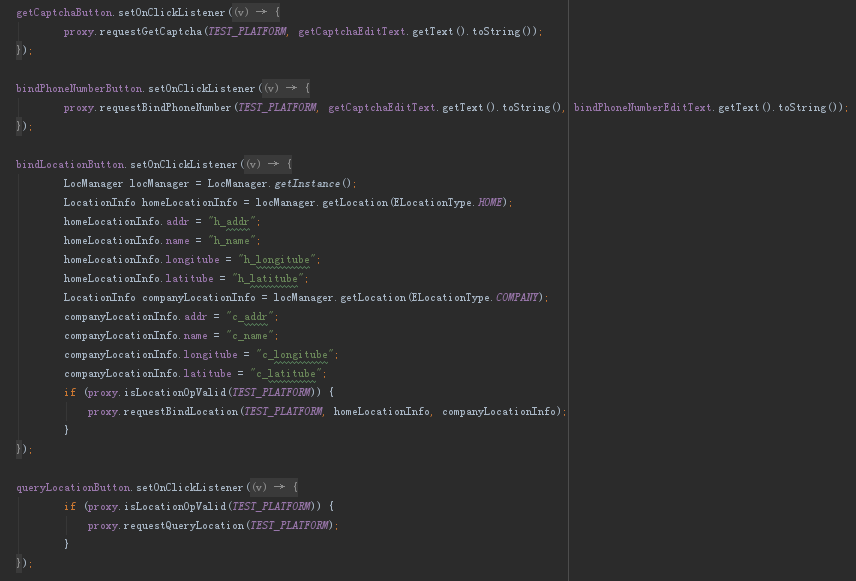 getCaptchaButton.setOnClickListener((v) → {
proxy.requestGetCaptcha(TEST_PLATFORM, getCaptchaEditText.getText().toString());
});
bindPhoneNumberButton.setOnClickListener((v) → {
proxy.requestBindPhoneNumber(TEST_PLATFORM, getCaptchaEditText.getText().toString(), bindPhoneNumberEditText.getText().toString());
});
bindLocationButton.setOnClickListener((v) → {
LocManager locManager = LocManager.getInstance();
LocationInfo homeLocationInfo = locManager.getLocation(ELocationType.HOME);
homeLocationInfo.addr = "h_addr";
homeLocationInfo.name = "h_name";
homeLocationInfo.longitube = "h_longitube";
homeLocationInfo.latitube = "h_latitube";
LocationInfo companyLocationInfo = locManager.getLocation(ELocationType.COMPANY);
companyLocationInfo.addr = "c_addr";
companyLocationInfo.name = "c_name";
companyLocationInfo.longitube = "c_longitube";
companyLocationInfo.latitube = "c_latitube";
if (proxy.isLocationOpValid(TEST_PLATFORM)) {
proxy.requestBindLocation(TEST_PLATFORM, homeLocationInfo, companyLocationInfo);
}
});
queryLocationButton.setOnClickListener((v) → {
if (proxy.isLocationOpValid(TEST_PLATFORM)) {
proxy.requestQueryLocation(TEST_PLATFORM);
}
});